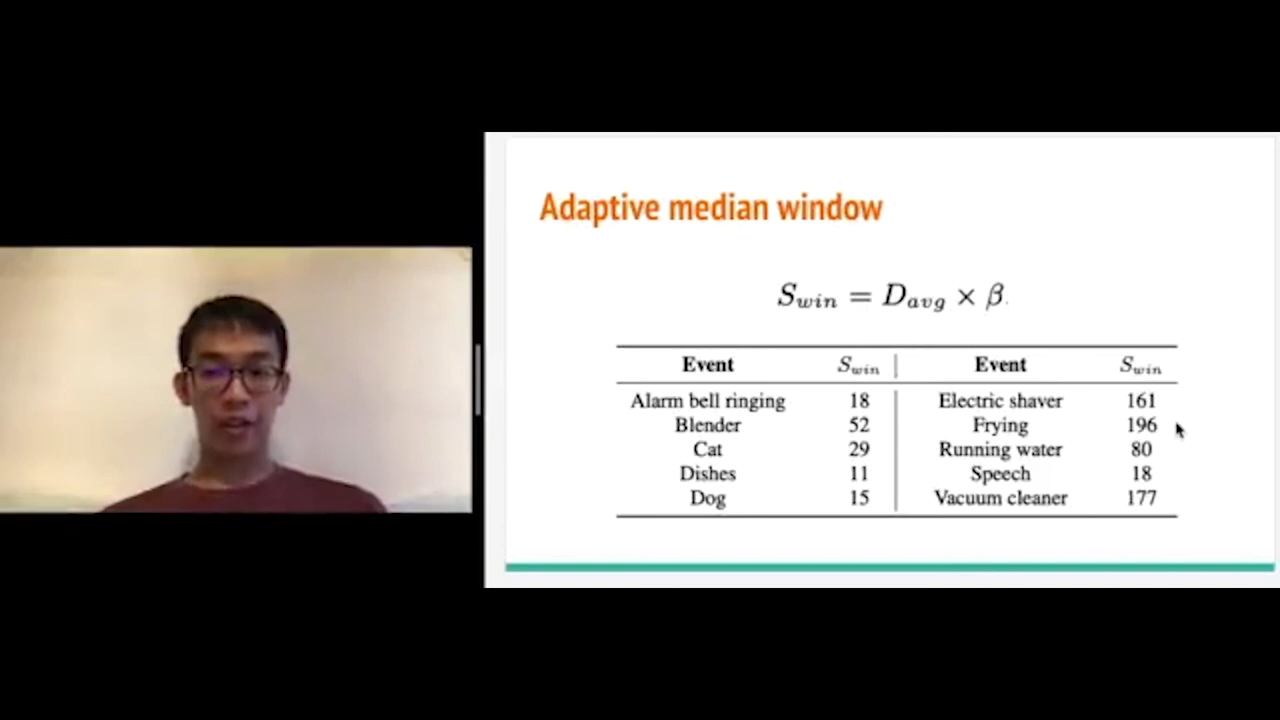 Adaptive median window
S_win = D_avg × β
Event S_win Event S_win
Alarm bell ringing 18 Electric shaver 161
Blender 52 Frying 196
Cat 29 Running water 80
Dishes 11 Speech 18
Dog 15 Vacuum cleaner 177